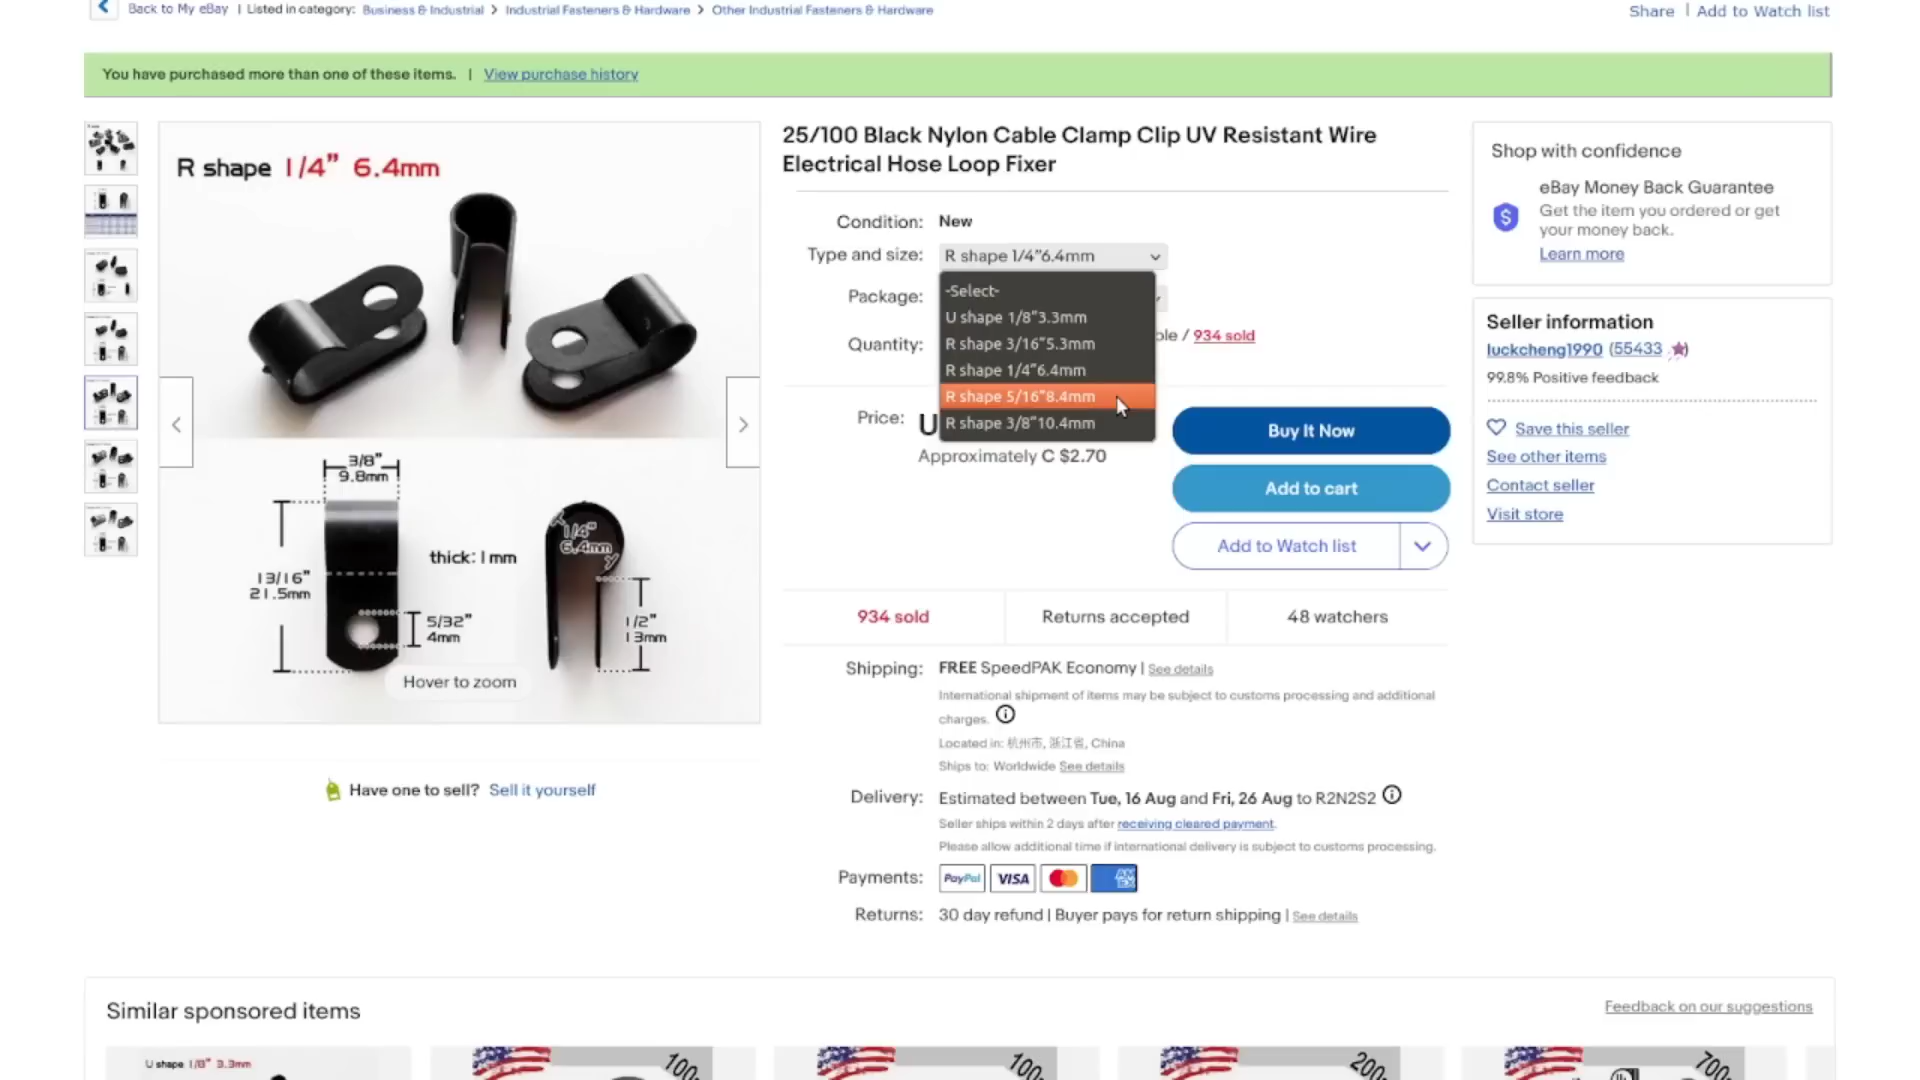 Back to My eBay | Listed in category: Business & Industrial > Industrial Fasteners & Hardware > Other Industrial Fasteners & Hardware
Share | Add to Watch list
You have purchased more than one of these items. | View purchase history
R shape 1/4" 6.4mm
3/8"
9.8mm
13/16"
21.5mm
thick: 1mm
5/32"
4mm
1/4"
6.4mm
1/2"
13mm
Hover to zoom
Have one to sell? Sell it yourself
25/100 Black Nylon Cable Clamp Clip UV Resistant Wire
Electrical Hose Loop Fixer
Condition: New
Type and size: R shape 1/4"6.4mm
-Select-
U shape 1/8"3.3mm
R shape 3/16"5.3mm
R shape 1/4"6.4mm
R shape 5/16"8.4mm
R shape 3/8"10.4mm
Package:
Quantity: / 934 sold
Price: U
Approximately C $2.70
Buy It Now
Add to cart
Add to Watch list
934 sold
Returns accepted
48 watchers
Shipping: FREE SpeedPAK Economy | See details
International shipment of items may be subject to customs processing and additional
charges.
Located in: 杭州市, 浙江省, China
Ships to: Worldwide See details
Delivery: Estimated between Tue, 16 Aug and Fri, 26 Aug to R2N2S2
Seller ships within 2 days after receiving cleared payment.
Please allow additional time if international delivery is subject to customs processing.
Payments: PayPal VISA AMEX
Returns: 30 day refund | Buyer pays for return shipping | See details
Shop with confidence
eBay Money Back Guarantee
Get the item you ordered or get
your money back.
Learn more
Seller information
luckcheng1990 (55433 )
99.8% Positive feedback
Save this seller
See other items
Contact seller
Visit store
Similar sponsored items
Feedback on our suggestions
U shape 1/8" 3.3mm
100
100
200
700